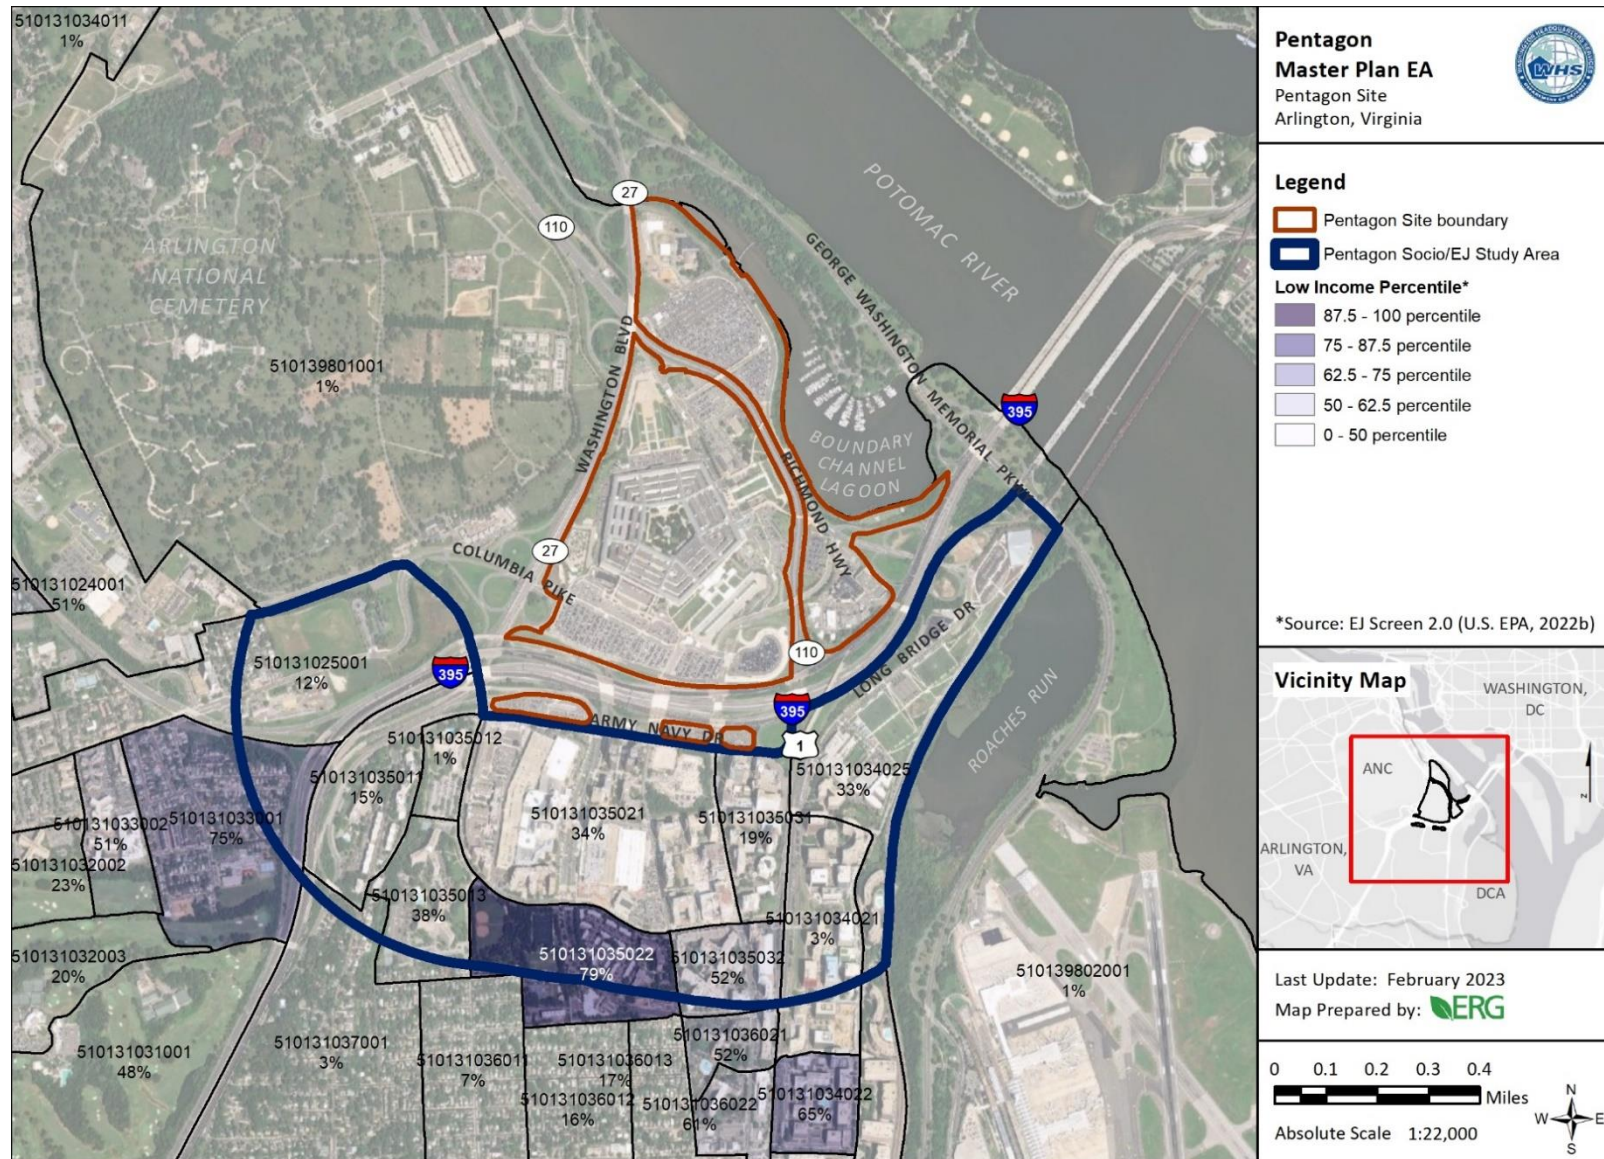 510131034011
1%
27
110
POTOMAC RIVER
GEORGE WASHINGTON MEMORIAL PKWY
ARLINGTON
NATIONAL
CEMETERY
WASHINGTON BLVD
510139801001
1%
395
BOUNDARY
CHANNEL
LAGOON
RICHMOND HWY
27
COLUMBIA PIKE
510131024001
51%
510131025001
12%
395
110
LONG BRIDGE DR
395
ROACHES RUN
ARMY NAVY DR
1
510131035012
1%
510131035011
15%
510131034025
33%
510131033002
51%
510131033001
75%
510131035021
34%
510131035031
19%
510131032002
23%
510131035013
38%
510131034021
3%
510131032003
20%
510131035022
79%
510131035032
52%
510139802001
1%
510131031001
48%
510131037001
3%
510131036011
7%
510131036013
17%
510131036021
52%
510131036012
16%
510131036022
61%
510131034022
65%
Pentagon
Master Plan EA
Pentagon Site
Arlington, Virginia
WASHINGTON HEADQUARTERS SERVICES
WHS
DEPARTMENT OF DEFENSE
Legend
Pentagon Site boundary
Pentagon Socio/EJ Study Area
Low Income Percentile*
87.5 - 100 percentile
75 - 87.5 percentile
62.5 - 75 percentile
50 - 62.5 percentile
0 - 50 percentile
*Source: EJ Screen 2.0 (U.S. EPA, 2022b)
Vicinity Map
WASHINGTON,
DC
ANC
N
ARLINGTON,
VA
DCA
Last Update: February 2023
Map Prepared by: ERG
0 0.1 0.2 0.3 0.4
Miles
Absolute Scale 1:22,000
N
W E
S